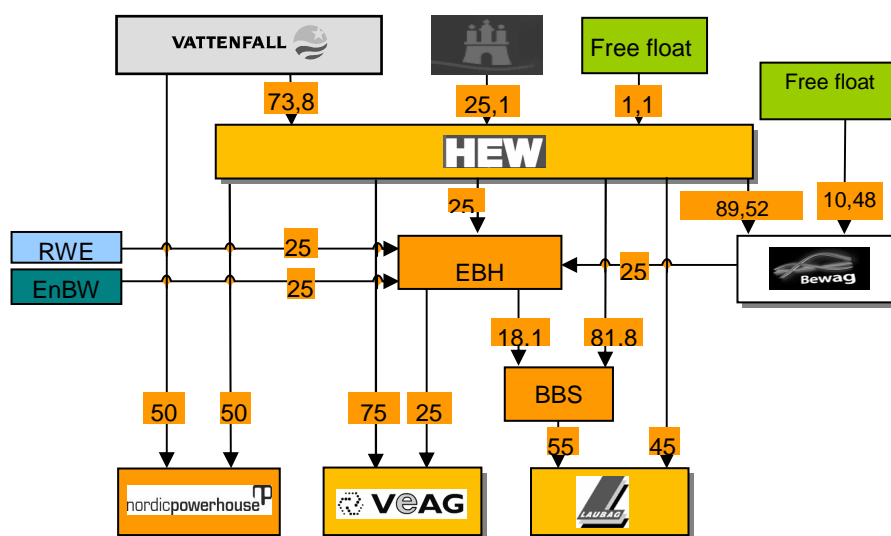 VATTENFALL
Free float
Free float
73,8
25,1
1,1
HEW
25
89,52
10,48
RWE
25
EBH
25
Bewag
EnBW
25
18,1
81,8
BBS
50
50
75
25
55
45
nordicpowerhouse np
VeAG
LAUBAG